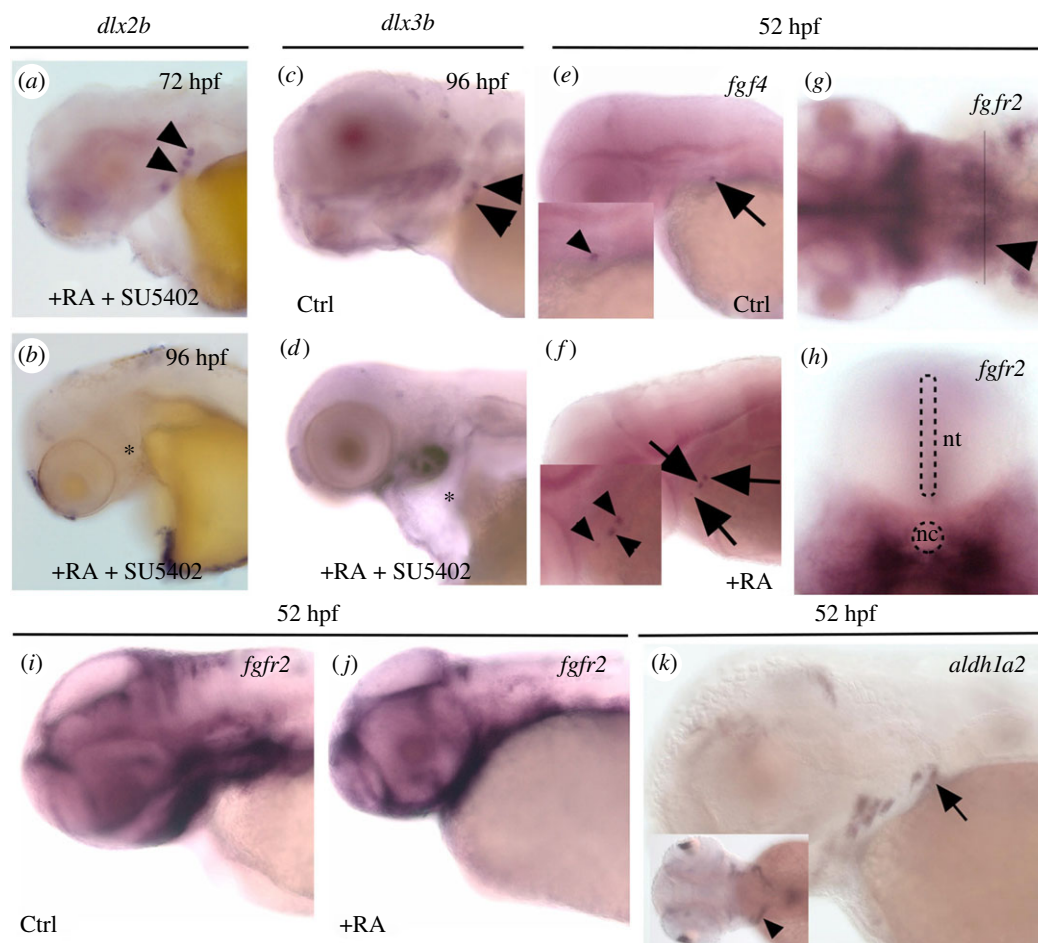 dlx2b
dlx3b
52 hpf
(a)
72 hpf
+RA + SU5402
(c)
96 hpf
Ctrl
(e)
fgf4
Ctrl
(g)
fgfr2
(b)
96 hpf
*
+RA + SU5402
(d)
*
+RA + SU5402
(f)
+RA
(h)
fgfr2
nt
nc
52 hpf
52 hpf
(i)
fgfr2
Ctrl
(j)
fgfr2
+RA
(k)
aldh1a2